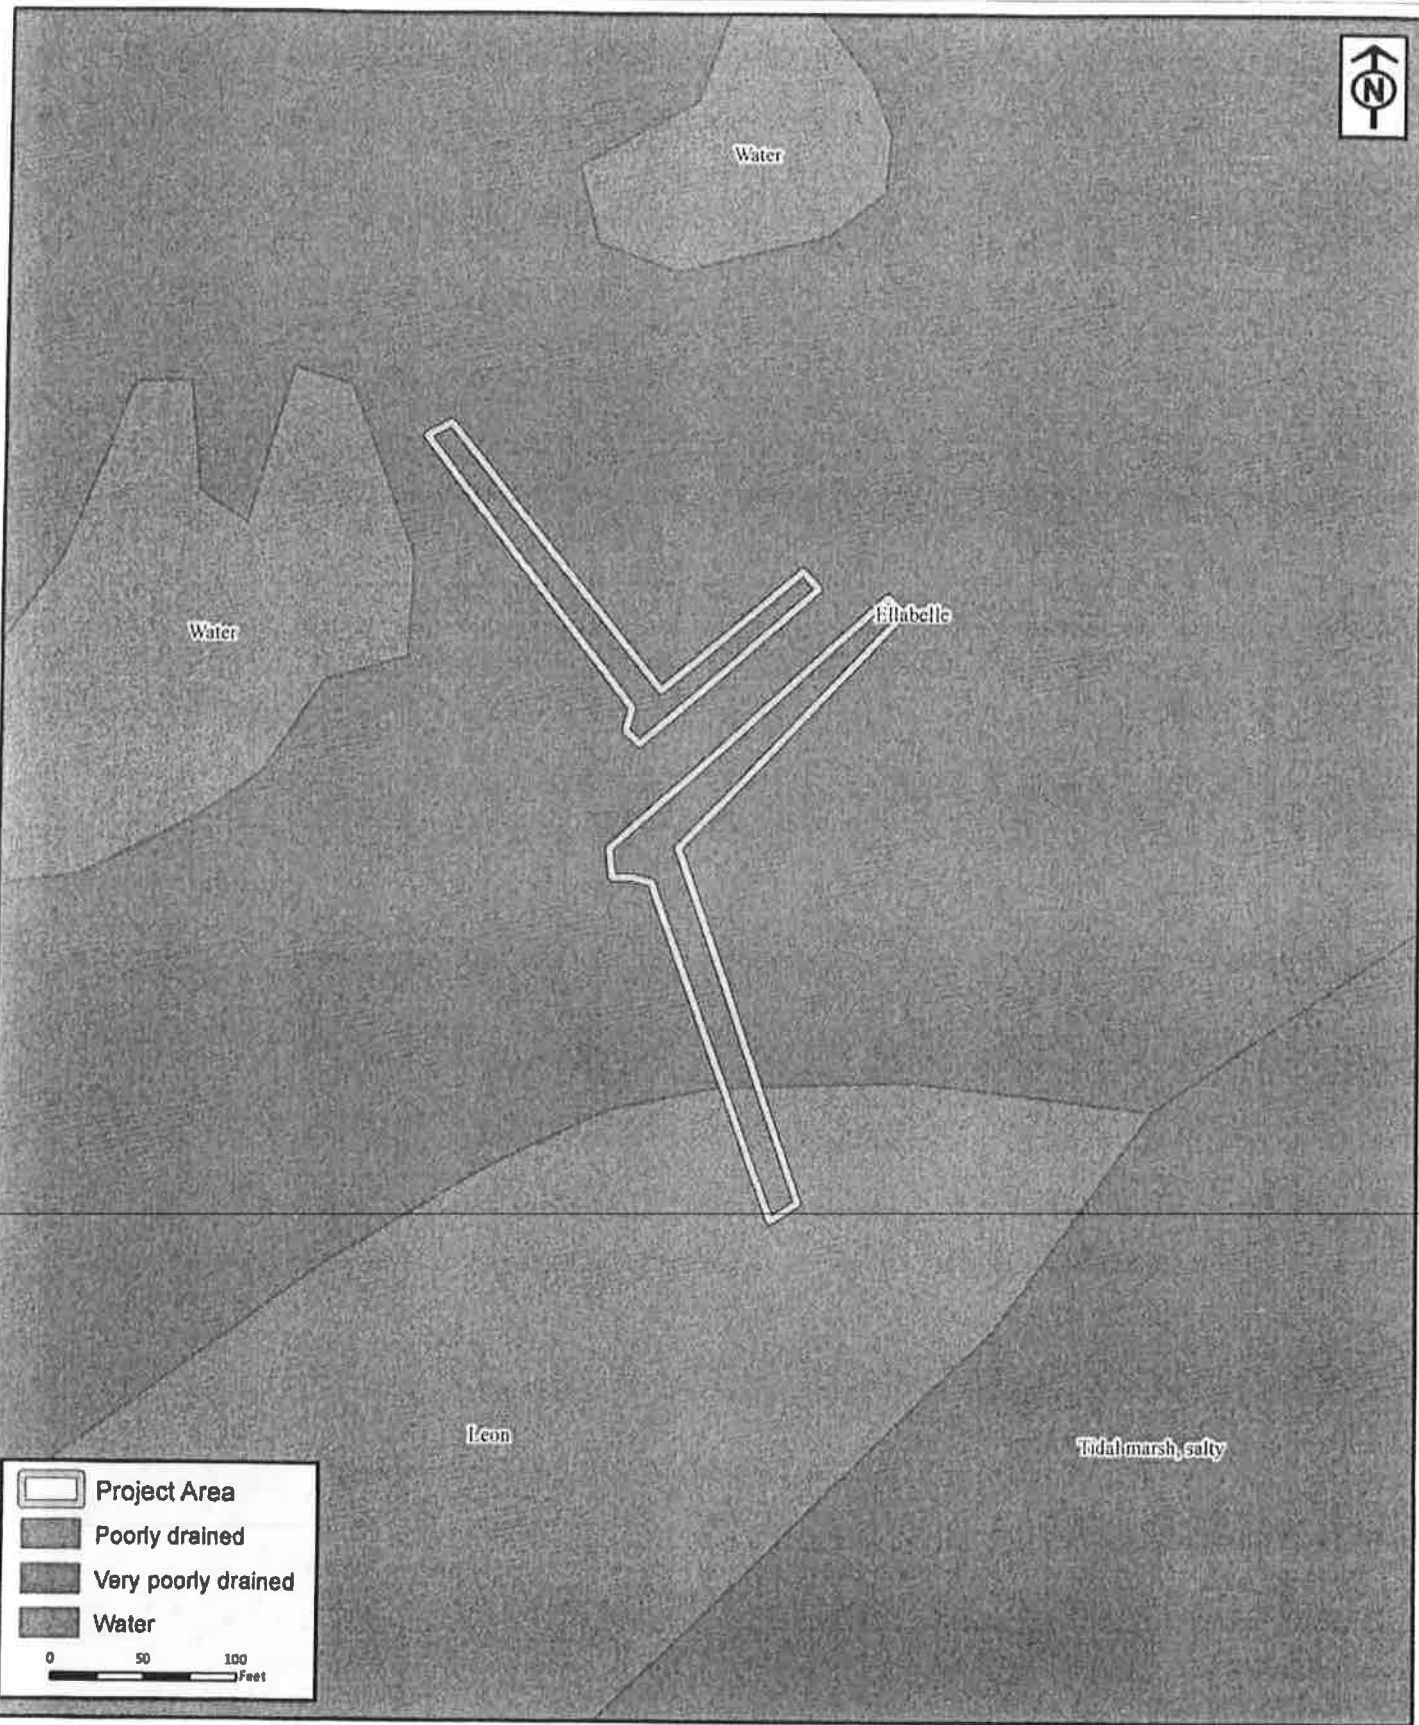 N
Water
Water
Ellabelle
Leon
Tidal marsh, salty
Project Area
Poorly drained
Very poorly drained
Water
0 50 100
Feet